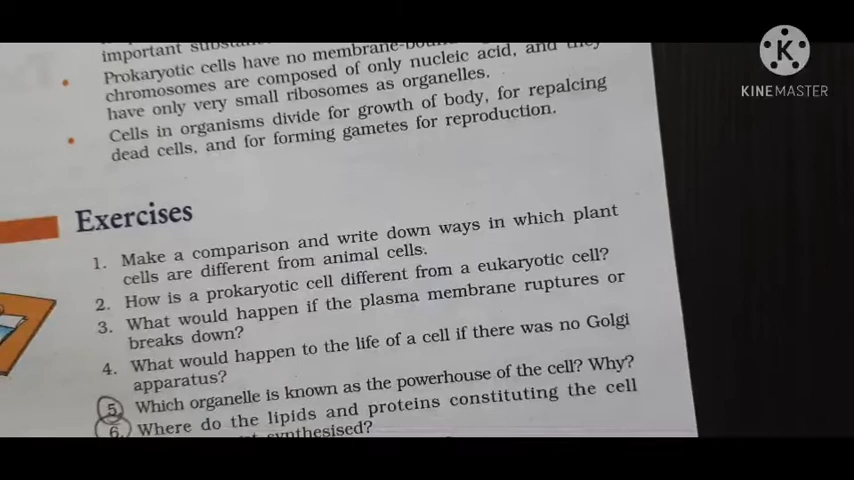 important
Prokaryotic cells have no membrane-bound
chromosomes are composed of only nucleic acid, and they
have only very small ribosomes as organelles.
Cells in organisms divide for growth of body, for repalcing
dead cells, and for forming gametes for reproduction.
Exercises
1. Make a comparison and write down ways in which plant
cells are different from animal cells.
2. How is a prokaryotic cell different from a eukaryotic cell?
3. What would happen if the plasma membrane ruptures or
breaks down?
4. What would happen to the life of a cell if there was no Golgi
apparatus?
5. Which organelle is known as the powerhouse of the cell? Why?
6. Where do the lipids and proteins constituting the cell
synthesised?
K
KINEMASTER